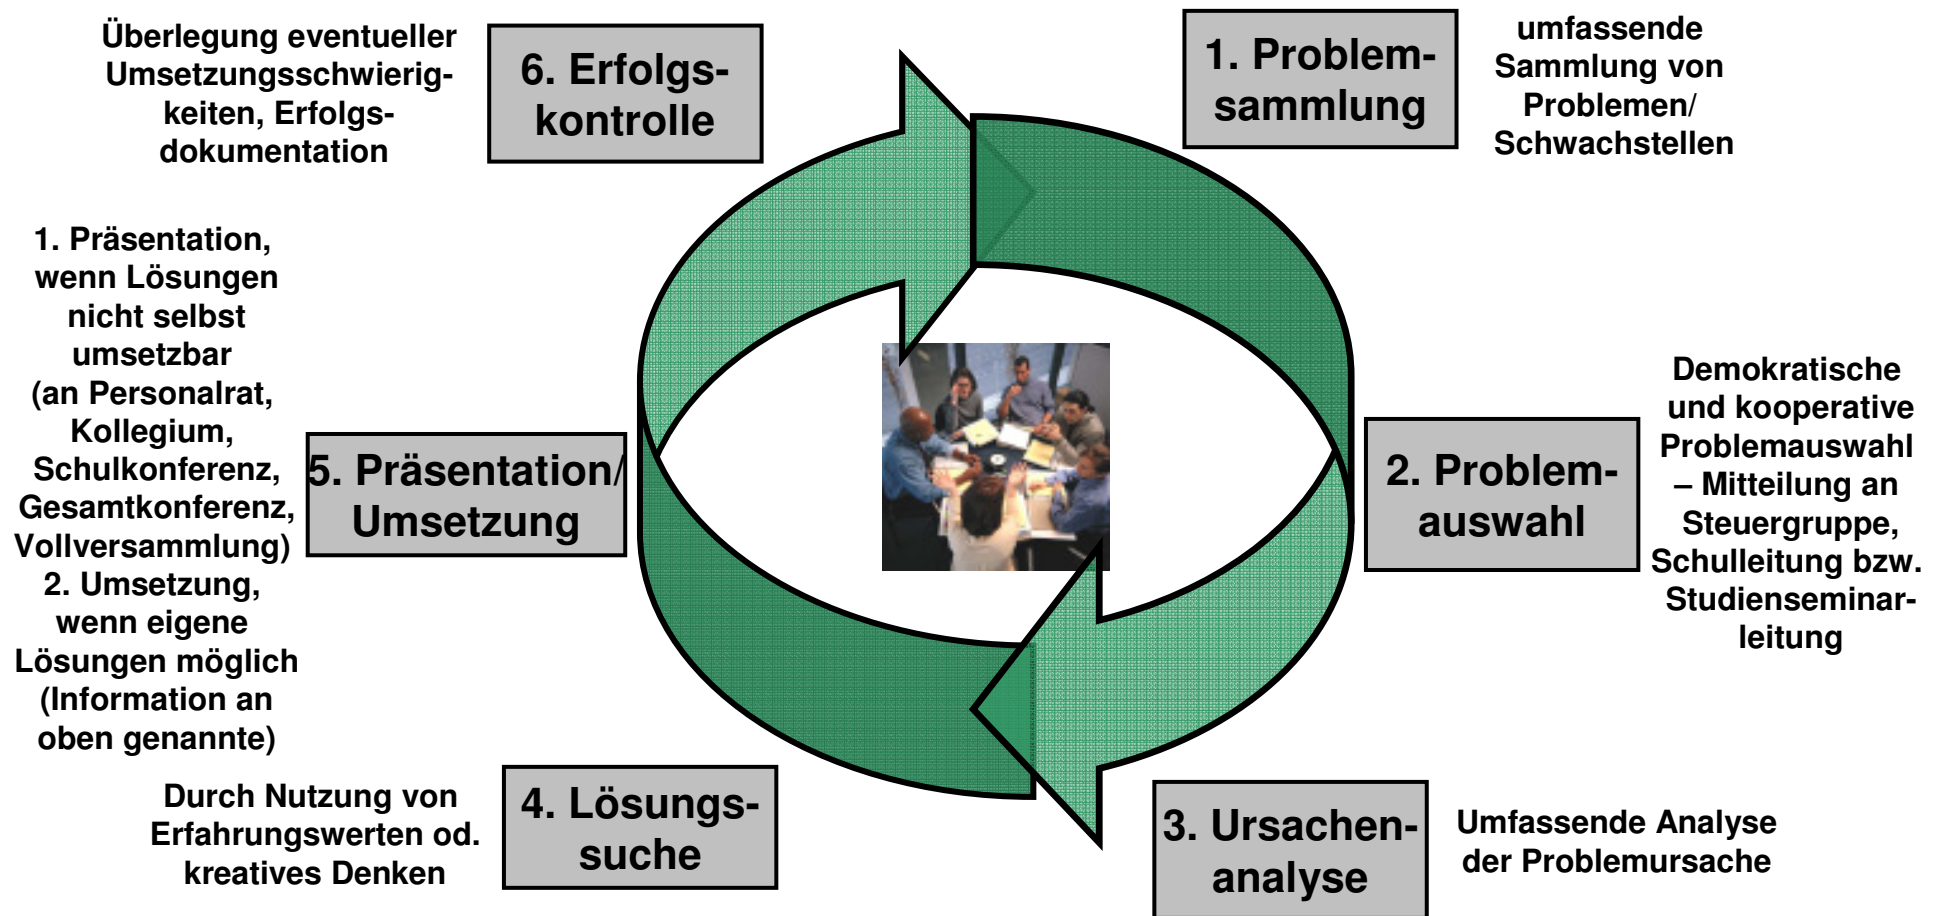 1. Problem-
sammlung
umfassende
Sammlung von
Problemen/
Schwachstellen
2. Problem-
auswahl
Demokratische
und kooperative
Problemauswahl
– Mitteilung an
Steuergruppe,
Schulleitung bzw.
Studienseminar-
leitung
3. Ursachen-
analyse
Umfassende Analyse
der Problemursache
4. Lösungs-
suche
Durch Nutzung von
Erfahrungswerten od.
kreatives Denken
5. Präsentation/
Umsetzung
1. Präsentation,
wenn Lösungen
nicht selbst
umsetzbar
(an Personalrat,
Kollegium,
Schulkonferenz,
Gesamtkonferenz,
Vollversammlung)
2. Umsetzung,
wenn eigene
Lösungen möglich
(Information an
oben genannte)
6. Erfolgs-
kontrolle
Überlegung eventueller
Umsetzungsschwierig-
keiten, Erfolgs-
dokumentation